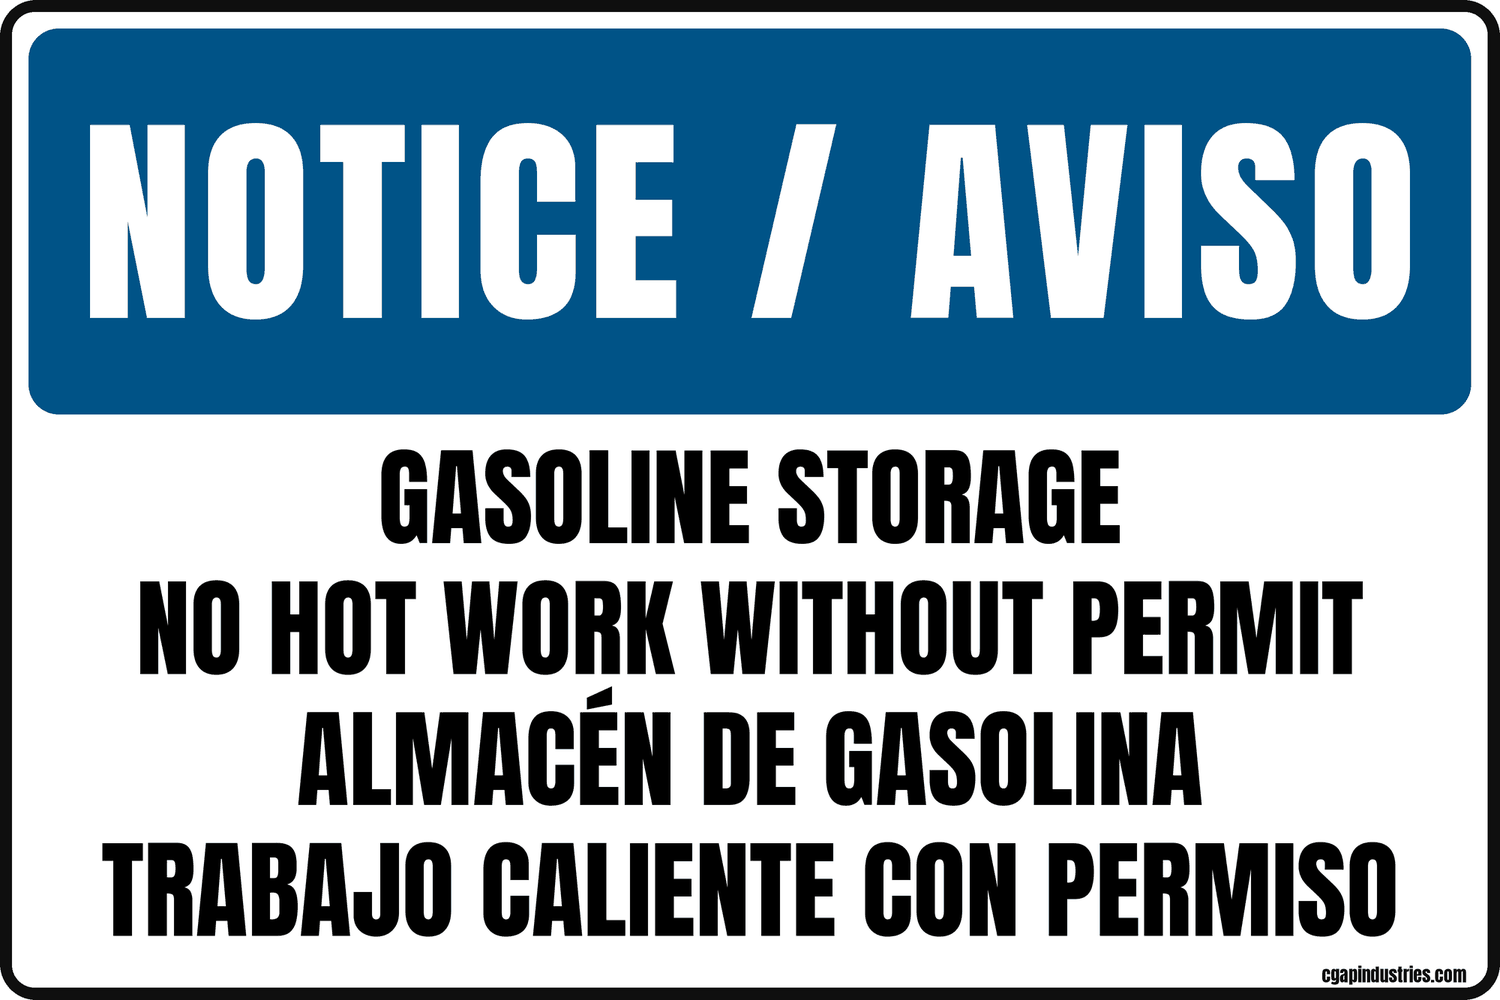 NOTICE / AVISO
GASOLINE STORAGE
NO HOT WORK WITHOUT PERMIT
ALMACÉN DE GASOLINA
TRABAJO CALIENTE CON PERMISO
cgapindustries.com